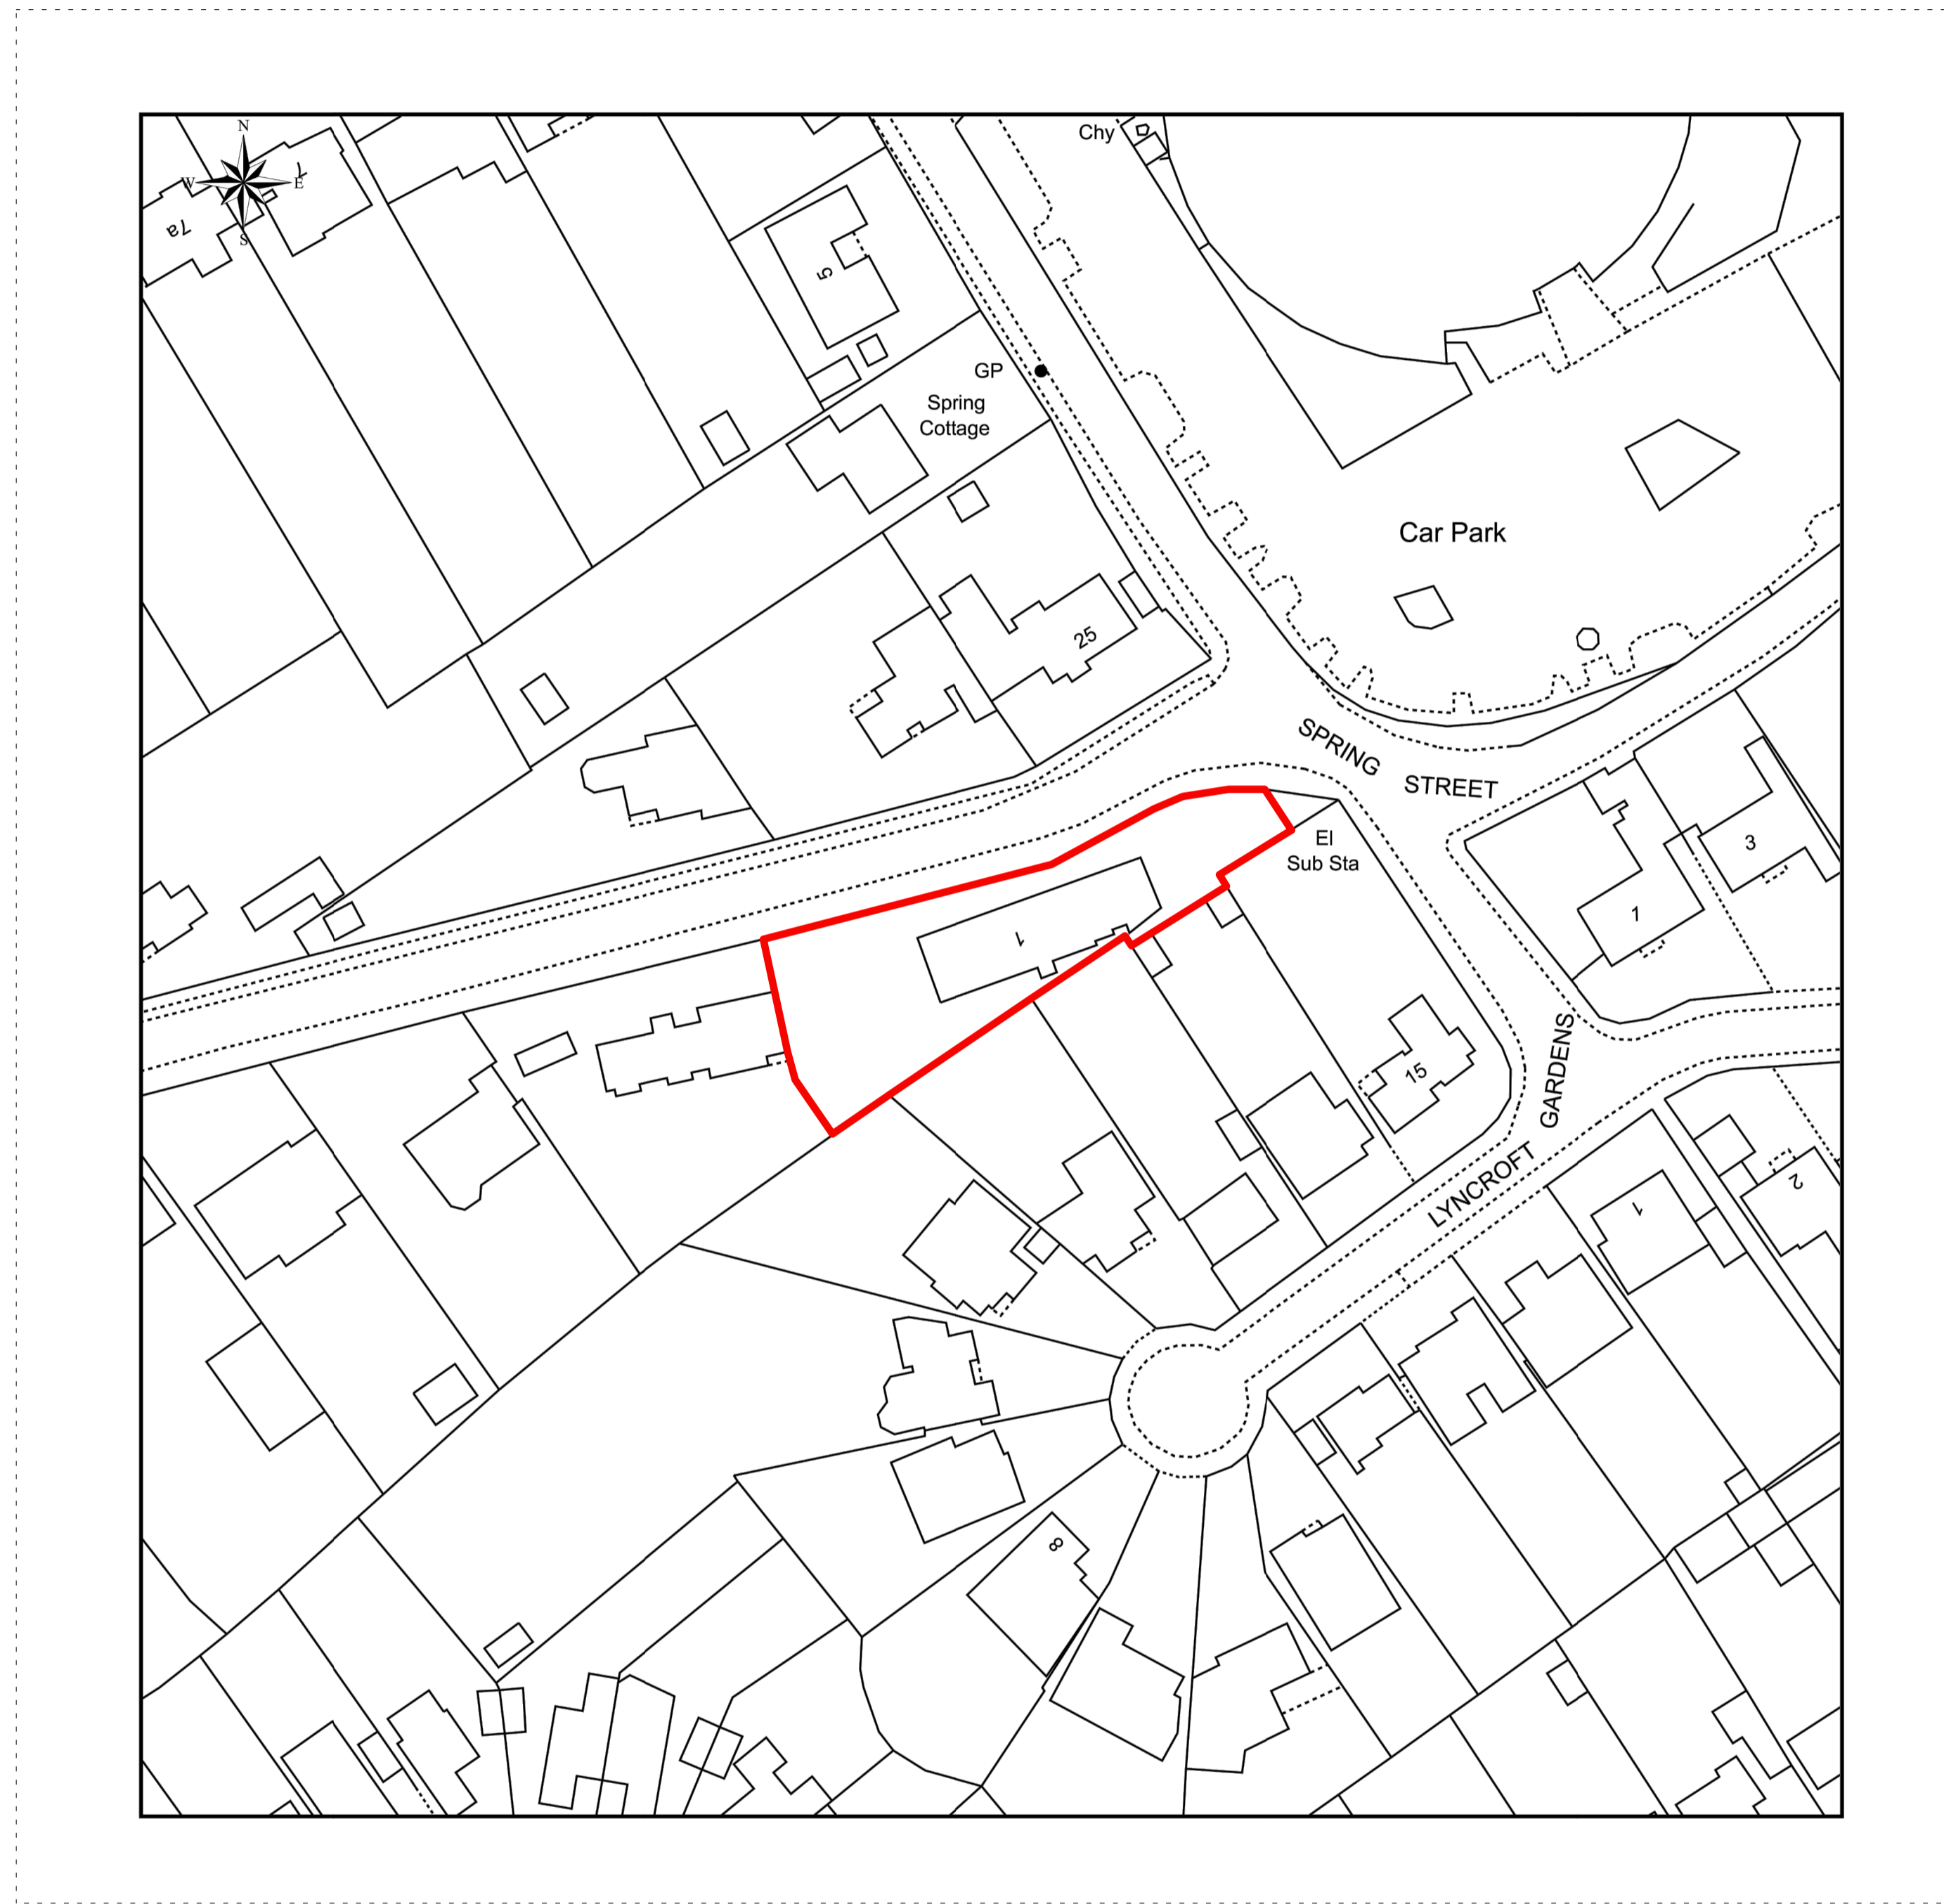 N
W
E
S
7
7a
Chy
5
GP
Spring
Cottage
Car Park
25
SPRING STREET
El
Sub Sta
3
1
1
15
GARDENS
LYNCROFT
2
1
8